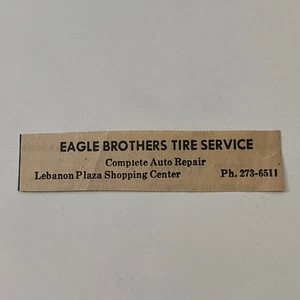 EAGLE BROTHERS TIRE SERVICE
Complete Auto Repair
Lebanon Plaza Shopping Center Ph. 273-6511